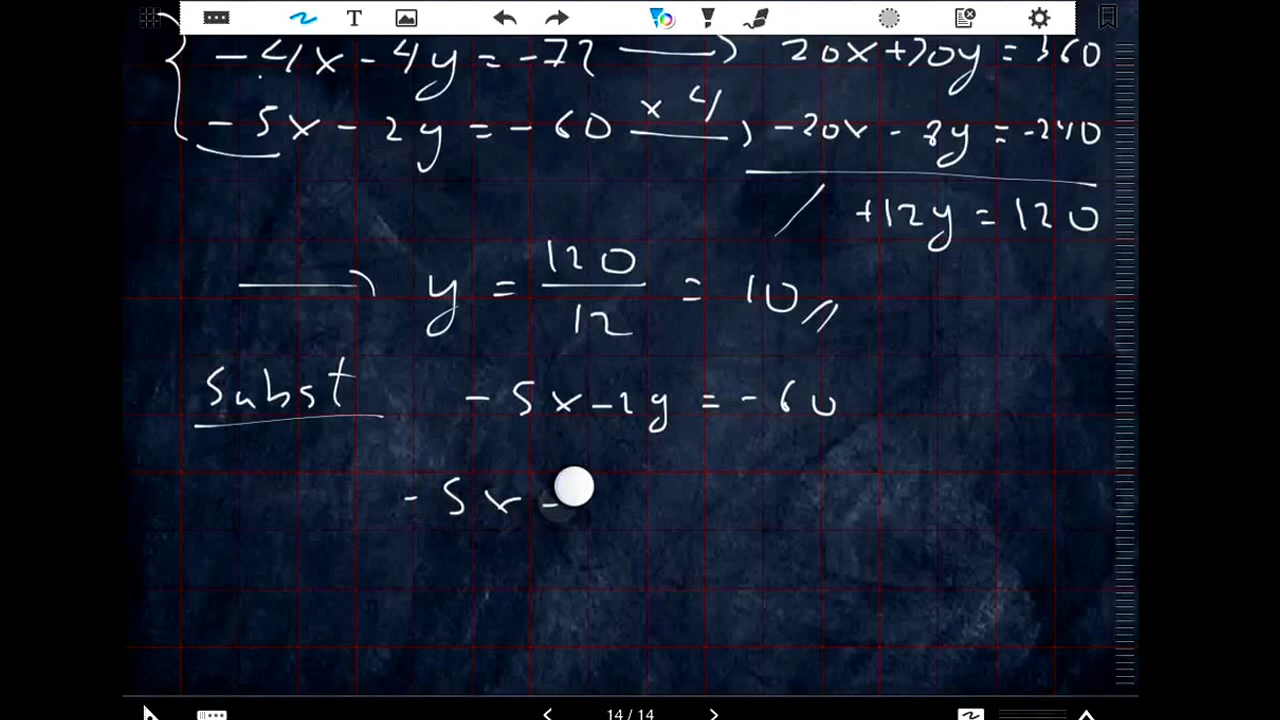 T
-4x - 4y = -72 → 20x + 20y = 360
-5x - 2y = -60 × 4 → -20x - 8y = -240
/ +12y = 120
→ y = 120/12 = 10 //
Subst -5x - 2y = -60
-5x -
14 / 14